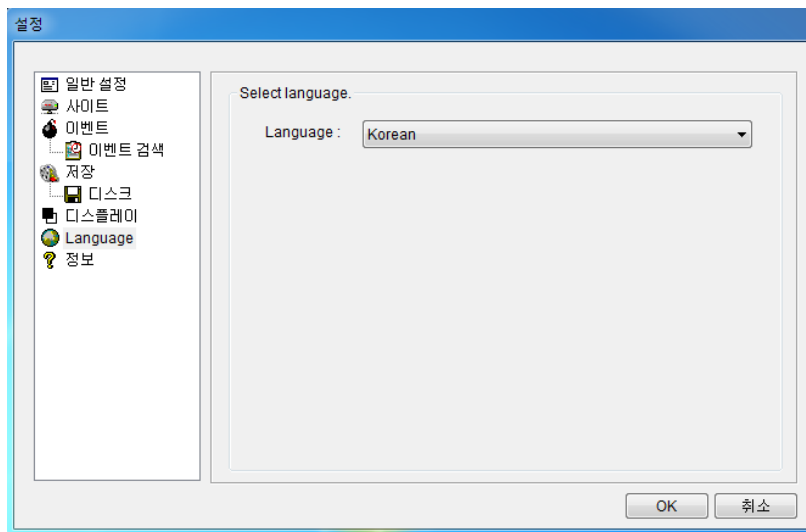 설정
일반 설정
사이트
이벤트
이벤트 검색
저장
디스크
디스플레이
Language
정보
Select language.
Language :
Korean
OK
취소